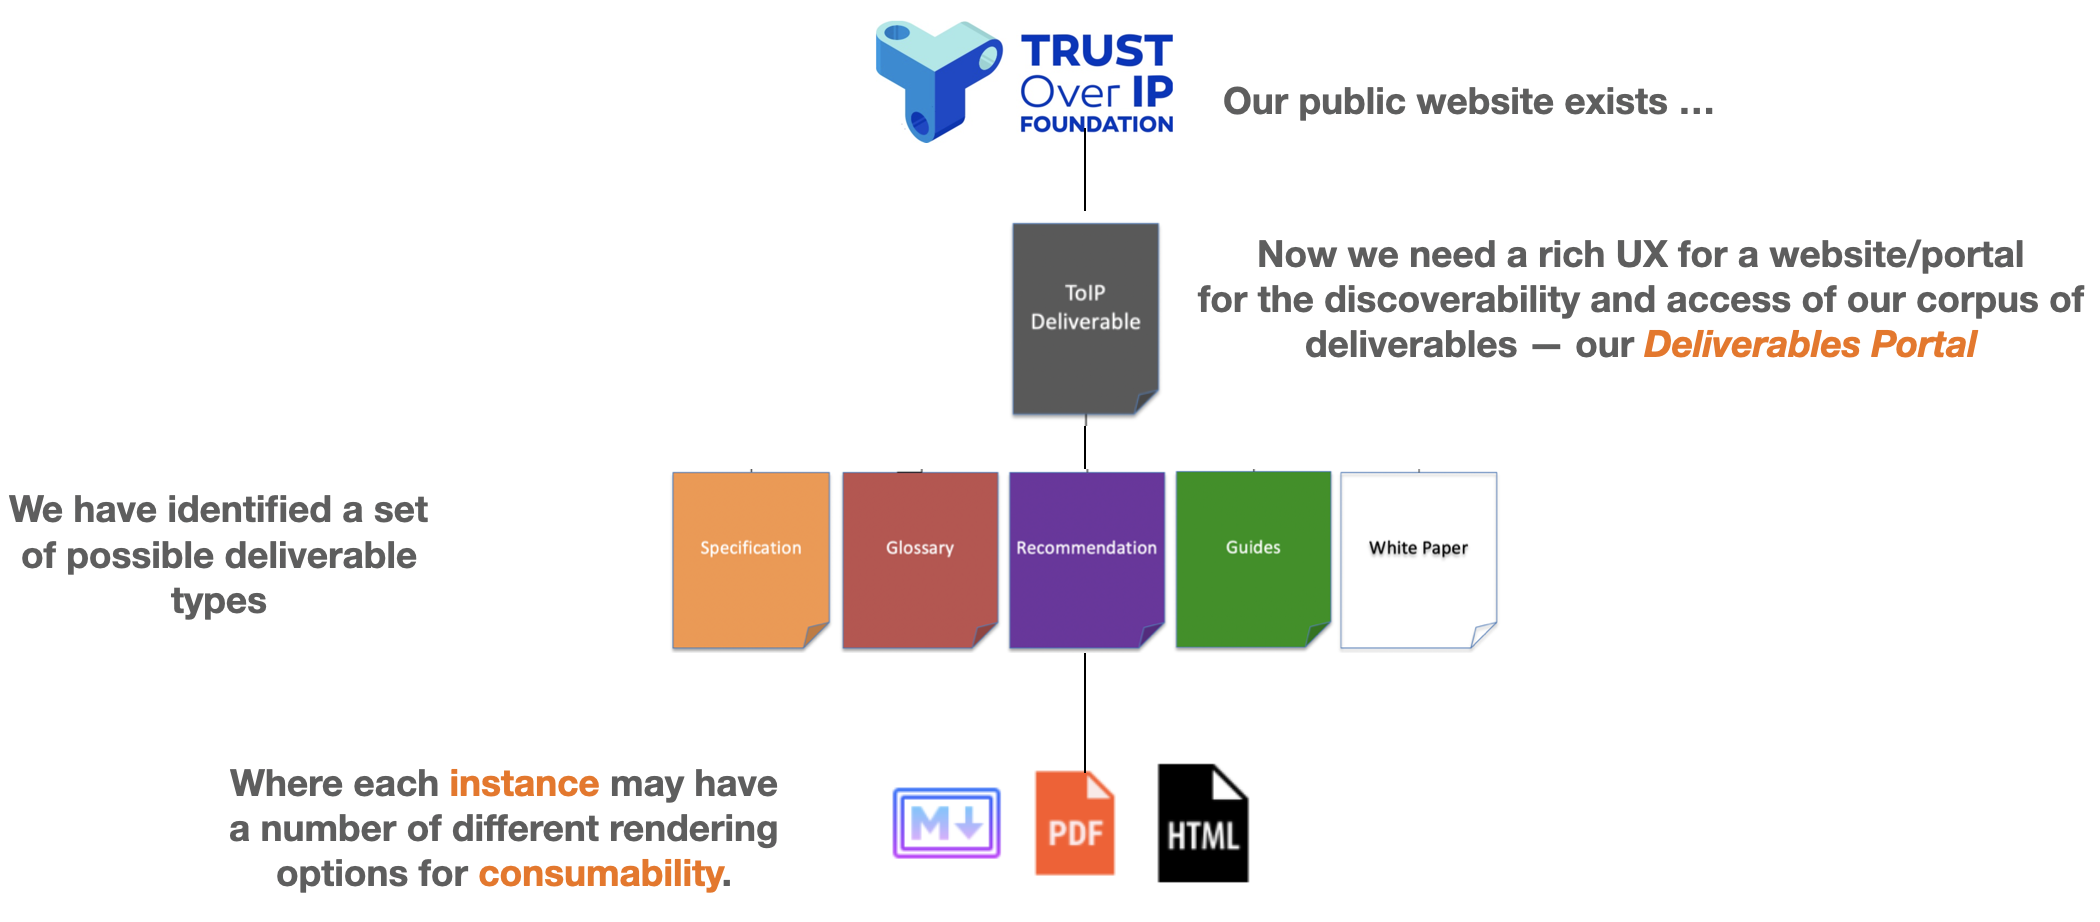 TRUST
Over IP
FOUNDATION
Our public website exists ...
ToIP
Deliverable
Now we need a rich UX for a website/portal
for the discoverability and access of our corpus of
deliverables — our Deliverables Portal
We have identified a set
of possible deliverable
types
Specification
Glossary
Recommendation
Guides
White Paper
Where each instance may have
a number of different rendering
options for consumability.
M
PDF
HTML